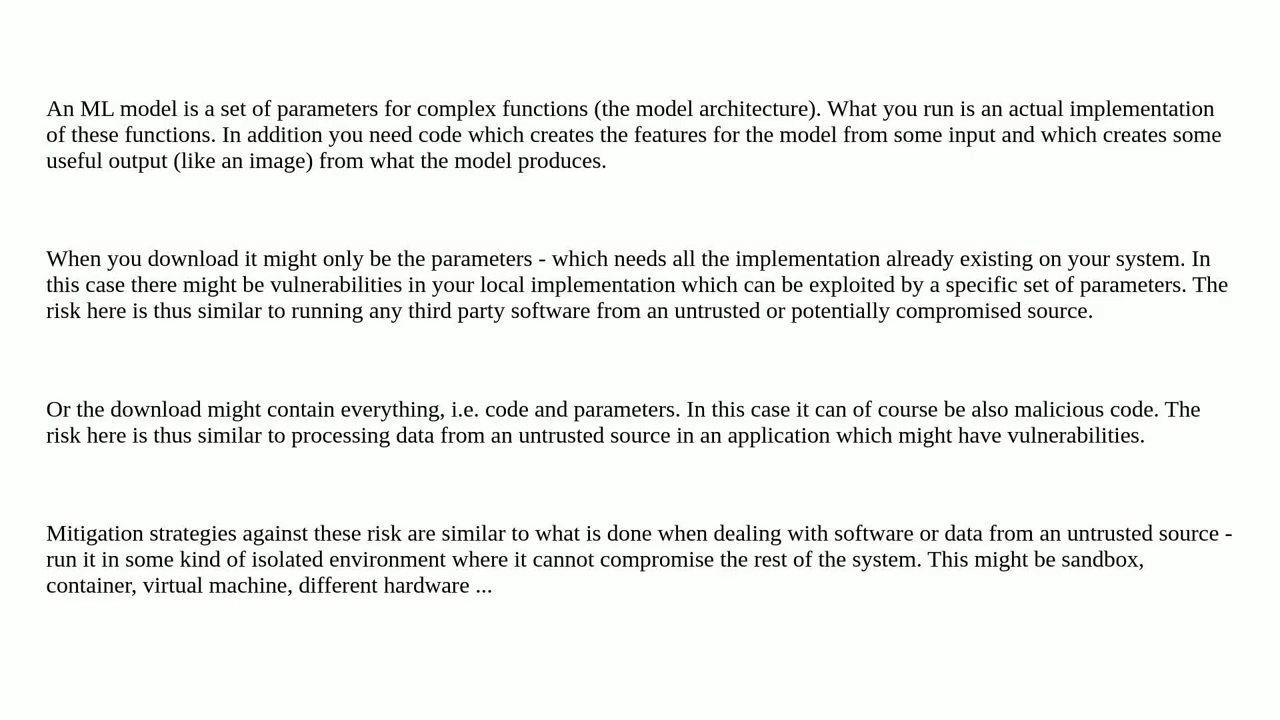 An ML model is a set of parameters for complex functions (the model architecture). What you run is an actual implementation
of these functions. In addition you need code which creates the features for the model from some input and which creates some
useful output (like an image) from what the model produces.
When you download it might only be the parameters - which needs all the implementation already existing on your system. In
this case there might be vulnerabilities in your local implementation which can be exploited by a specific set of parameters. The
risk here is thus similar to running any third party software from an untrusted or potentially compromised source.
Or the download might contain everything, i.e. code and parameters. In this case it can of course be also malicious code. The
risk here is thus similar to processing data from an untrusted source in an application which might have vulnerabilities.
Mitigation strategies against these risk are similar to what is done when dealing with software or data from an untrusted source -
run it in some kind of isolated environment where it cannot compromise the rest of the system. This might be sandbox,
container, virtual machine, different hardware ...